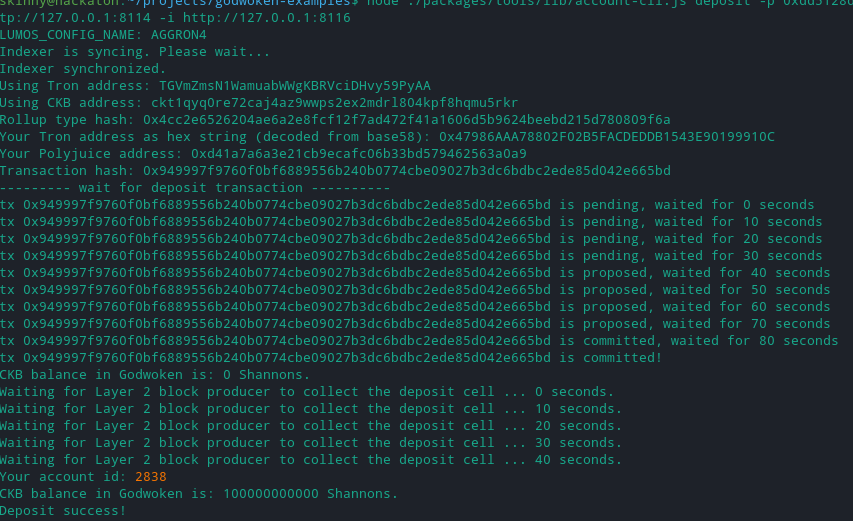 skinny@hackaton:~/projects/godwoken-examples$ node ./packages/tools/lib/account-cli.js deposit -p 
tp://127.0.0.1:8114 -i http://127.0.0.1:8116
LUMOS_CONFIG_NAME: AGGRON4
Indexer is syncing. Please wait...
Indexer synchronized.
Using Tron address: TGVmZmsN1WamuabWWgKBRVciDHvy59PyAA
Using CKB address: ckt1qyq0re72caj4az9wwps2ex2mdrl804kpf8hqmu5rkr
Rollup type hash: 0x4cc2e6526204ae6a2e8fcf12f7ad472f41a1606d5b9624beebd215d780809f6a
Your Tron address as hex string (decoded from base58): 0x47986AAA78802F02B5FACDEDDB1543E90199910C
Your Polyjuice address: 0xd41a7a6a3e21cb9ecafc06b33bd579462563a0a9
Transaction hash: 0x949997f9760f0bf6889556b240b0774cbe09027b3dc6bdbc2ede85d042e665bd
--------- wait for deposit transaction ----------
tx 0x949997f9760f0bf6889556b240b0774cbe09027b3dc6bdbc2ede85d042e665bd is pending, waited for 0 seconds
tx 0x949997f9760f0bf6889556b240b0774cbe09027b3dc6bdbc2ede85d042e665bd is pending, waited for 10 seconds
tx 0x949997f9760f0bf6889556b240b0774cbe09027b3dc6bdbc2ede85d042e665bd is pending, waited for 20 seconds
tx 0x949997f9760f0bf6889556b240b0774cbe09027b3dc6bdbc2ede85d042e665bd is pending, waited for 30 seconds
tx 0x949997f9760f0bf6889556b240b0774cbe09027b3dc6bdbc2ede85d042e665bd is proposed, waited for 40 seconds
tx 0x949997f9760f0bf6889556b240b0774cbe09027b3dc6bdbc2ede85d042e665bd is proposed, waited for 50 seconds
tx 0x949997f9760f0bf6889556b240b0774cbe09027b3dc6bdbc2ede85d042e665bd is proposed, waited for 60 seconds
tx 0x949997f9760f0bf6889556b240b0774cbe09027b3dc6bdbc2ede85d042e665bd is proposed, waited for 70 seconds
tx 0x949997f9760f0bf6889556b240b0774cbe09027b3dc6bdbc2ede85d042e665bd is committed, waited for 80 seconds
tx 0x949997f9760f0bf6889556b240b0774cbe09027b3dc6bdbc2ede85d042e665bd is committed!
CKB balance in Godwoken is: 0 Shannons.
Waiting for Layer 2 block producer to collect the deposit cell ... 0 seconds.
Waiting for Layer 2 block producer to collect the deposit cell ... 10 seconds.
Waiting for Layer 2 block producer to collect the deposit cell ... 20 seconds.
Waiting for Layer 2 block producer to collect the deposit cell ... 30 seconds.
Waiting for Layer 2 block producer to collect the deposit cell ... 40 seconds.
Your account id: 2838
CKB balance in Godwoken is: 100000000000 Shannons.
Deposit success!